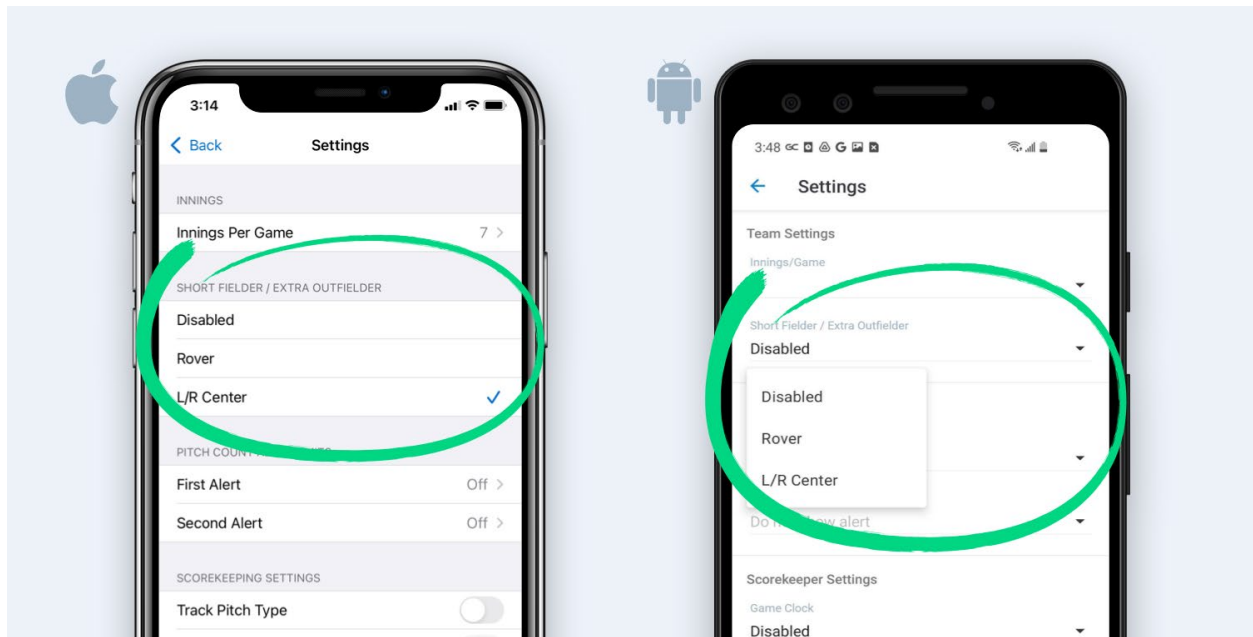 3:14
Back Settings
INNINGS
Innings Per Game 7
SHORT FIELDER / EXTRA OUTFIELDER
Disabled
Rover
L/R Center
PITCH COUNT
First Alert Off
Second Alert Off
SCOREKEEPING SETTINGS
Track Pitch Type
3:48 GC G
Settings
Team Settings
Innings/Game
Short Fielder / Extra Outfielder
Disabled
Disabled
Rover
L/R Center
alert
Scorekeeper Settings
Game Clock
Disabled